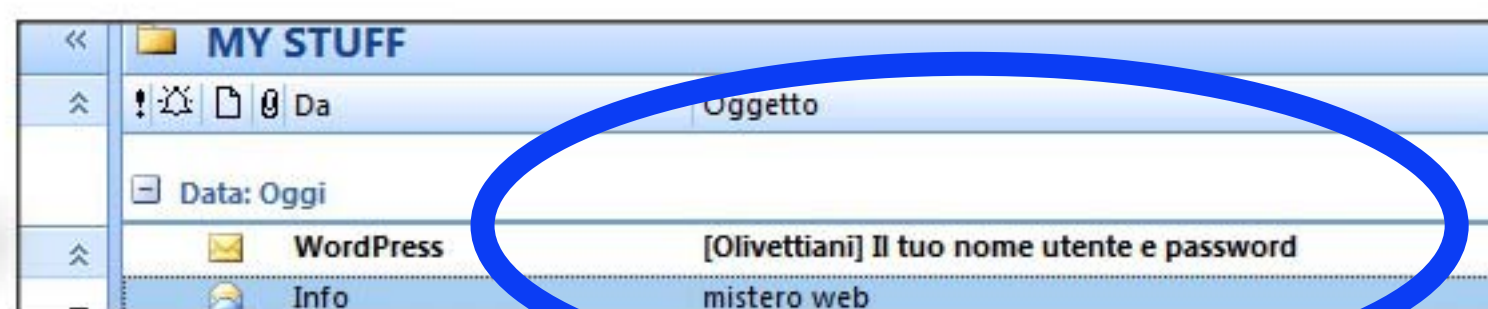 MY STUFF
Da Oggetto
Data: Oggi
WordPress [Olivettiani] Il tuo nome utente e password
Info mistero web